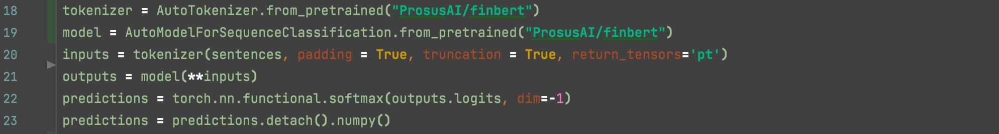 18 tokenizer = AutoTokenizer.from_pretrained("ProsusAI/finbert")
19 model = AutoModelForSequenceClassification.from_pretrained("ProsusAI/finbert")
20 inputs = tokenizer(sentences, padding = True, truncation = True, return_tensors='pt')
21 outputs = model(**inputs)
22 predictions = torch.nn.functional.softmax(outputs.logits, dim=-1)
23 predictions = predictions.detach().numpy()